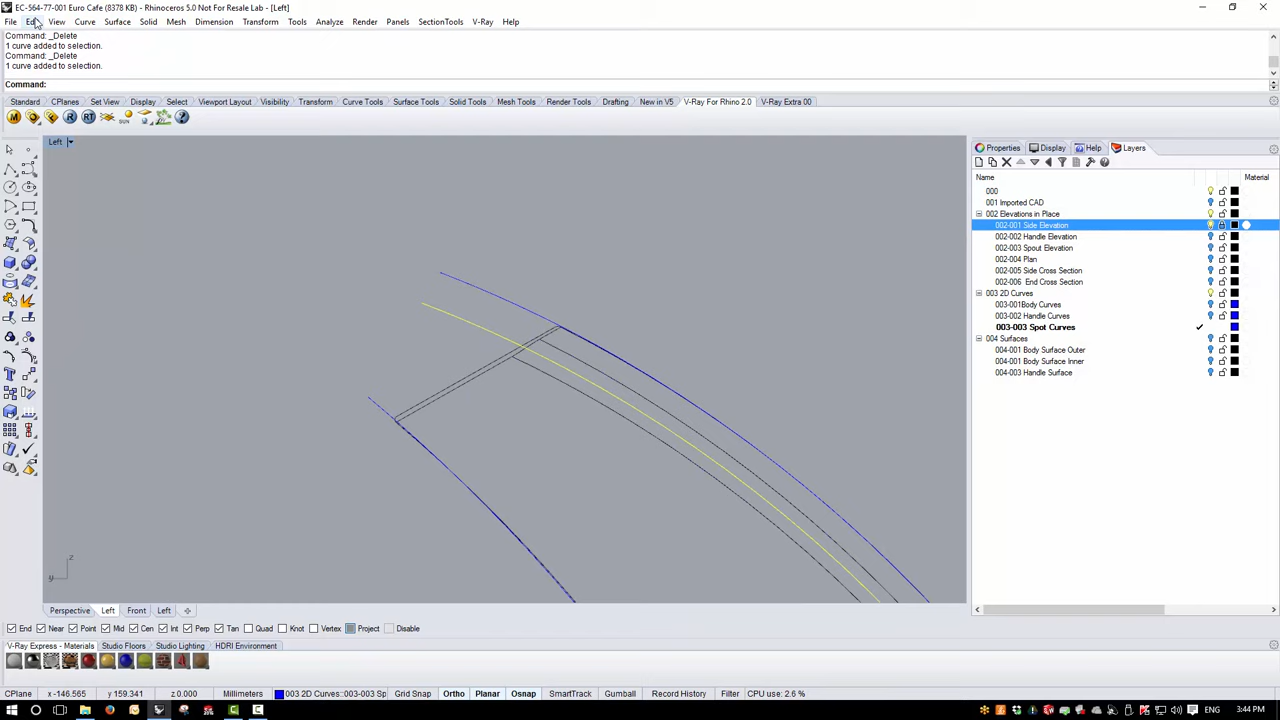 EC-564-77-001 Euro Cafe (8378 KB) - Rhinoceros 5.0 Not For Resale Lab - [Left]
File Edit View Curve Surface Solid Mesh Dimension Transform Tools Analyze Render Panels SectionTools V-Ray Help
Command: _Delete
1 curve added to selection.
Command: _Delete
1 curve added to selection.
Command:
Standard CPlanes Set View Display Select Viewport Layout Visibility Transform Curve Tools Surface Tools Solid Tools Mesh Tools Render Tools Drafting New in V5 V-Ray For Rhino 2.0 V-Ray Extra 00
Left
Properties Display Help Layers
Name Material
000
001 Imported CAD
002 Elevations in Place
002-001 Side Elevation
002-002 Handle Elevation
002-003 Spout Elevation
002-004 Plan
002-005 Side Cross Section
002-006 End Cross Section
003 2D Curves
003-001Body Curves
003-002 Handle Curves
003-003 Spot Curves
004 Surfaces
004-001 Body Surface Outer
004-001 Body Surface Inner
004-003 Handle Surface
z
y
Perspective Left Front Left
End Near Point Mid Cen Int Perp Tan Quad Knot Vertex Project Disable
V-Ray Express - Materials Studio Floors Studio Lighting HDRI Environment
CPlane x -146.565 y 159.341 z 0.000 Millimeters 003 2D Curves::003-003 Sp Grid Snap Ortho Planar Osnap SmartTrack Gumball Record History Filter CPU use: 2.6 %
ENG 3:44 PM